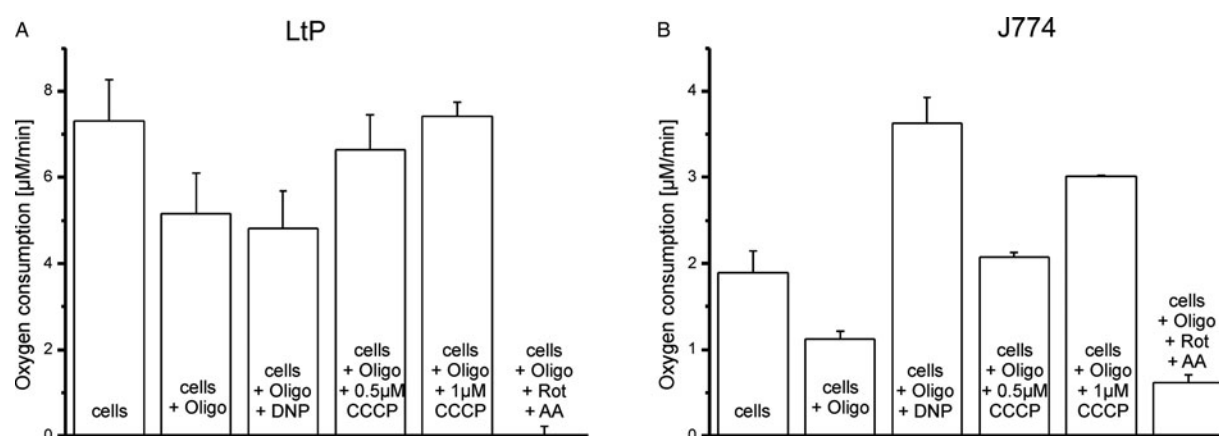 A
LtP
Oxygen consumption [µM/min]
8
6
4
2
0
cells
cells
+ Oligo
cells
+ Oligo
+ DNP
cells
+ Oligo
+ 0.5µM
CCCP
cells
+ Oligo
+ 1µM
CCCP
cells
+ Oligo
+ Rot
+ AA
B
J774
Oxygen consumption [µM/min]
4
3
2
1
0
cells
cells
+ Oligo
cells
+ Oligo
+ DNP
cells
+ Oligo
+ 0.5µM
CCCP
cells
+ Oligo
+ 1µM
CCCP
cells
+ Oligo
+ Rot
+ AA